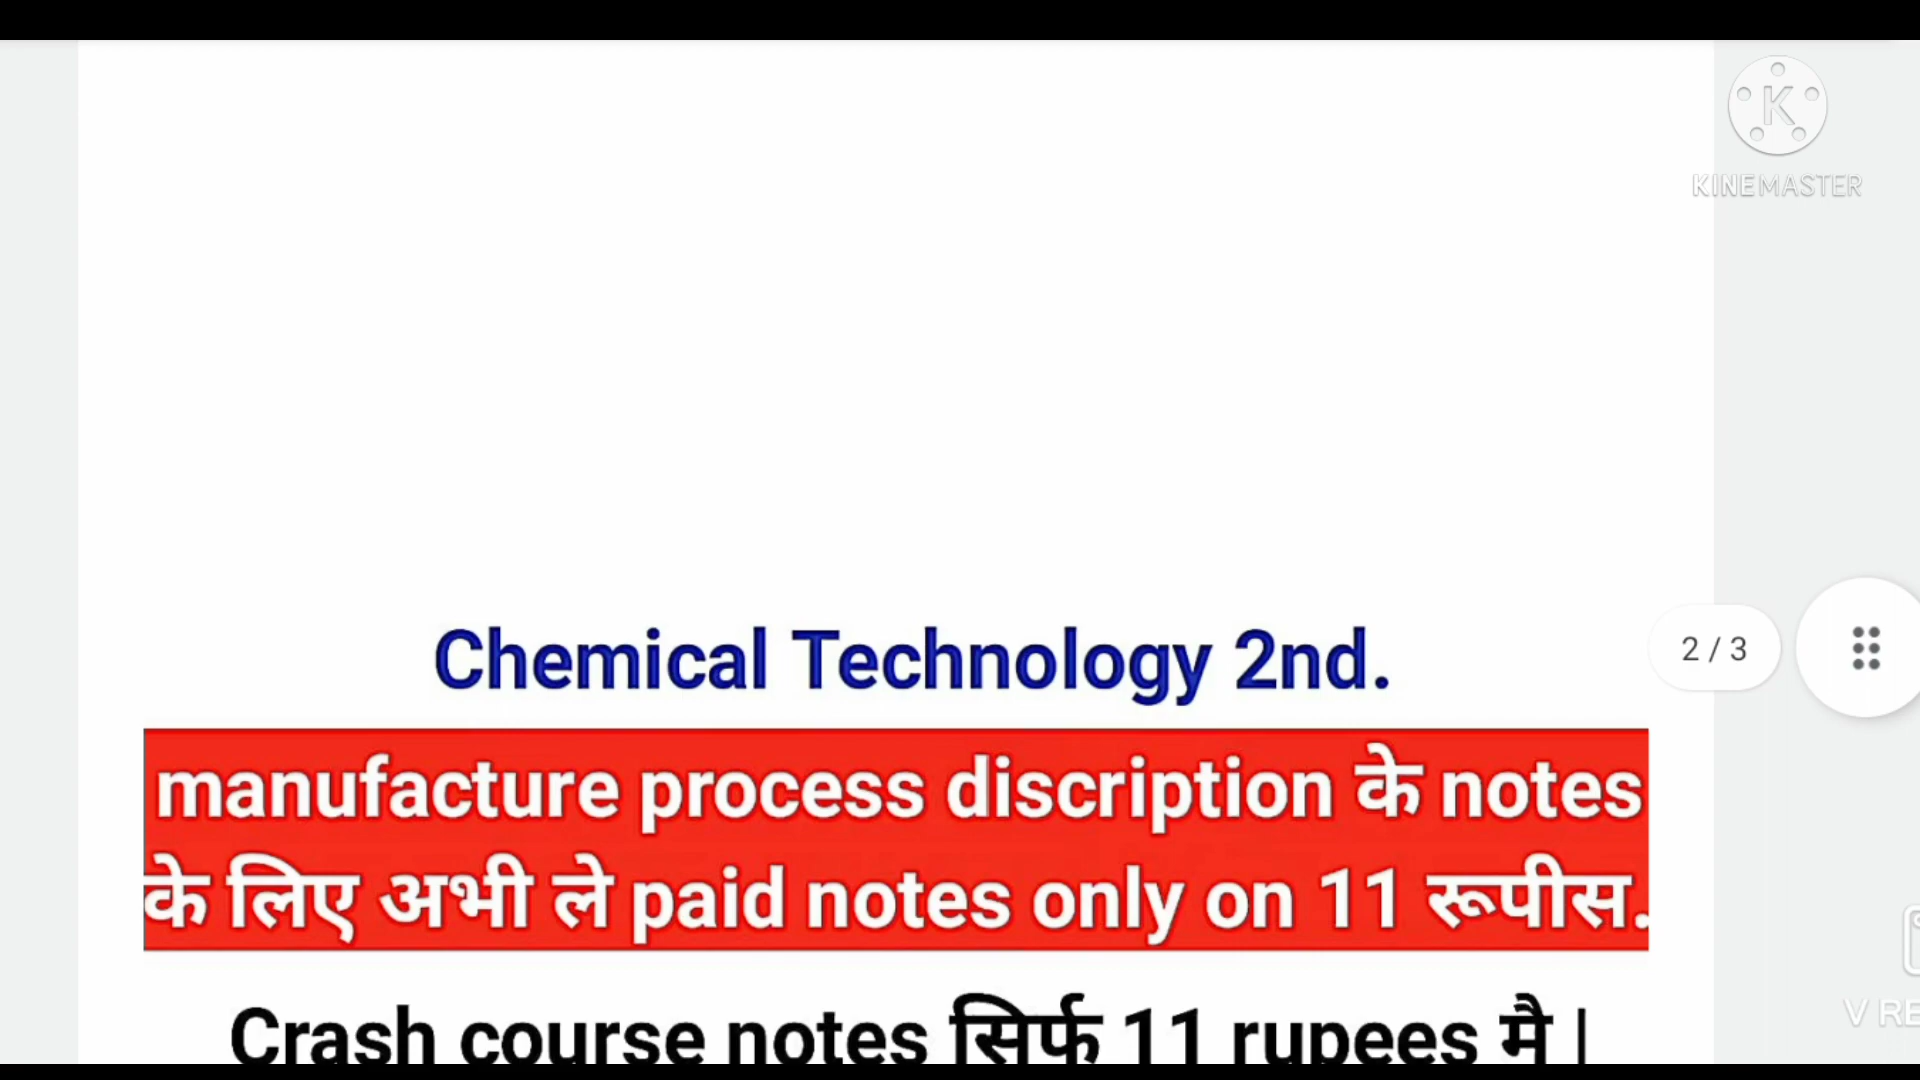 K
KINEMASTER
Chemical Technology 2nd.
2 / 3
manufacture process discription के notes
के लिए अभी ले paid notes only on 11 रूपीस.
Crash course notes सिर्फ 11 rupees मै |
V RE